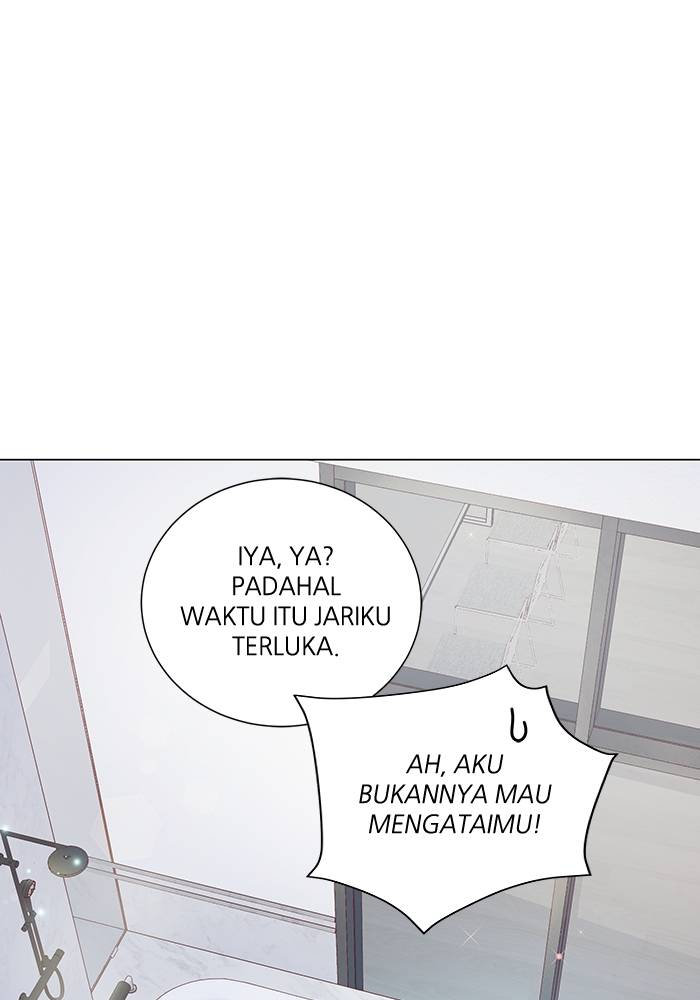 IYA, YA?
PADAHAL
WAKTU ITU JARIKU
TERLUKA.
AH, AKU
BUKANNYA MAU
MENGATAIMU!